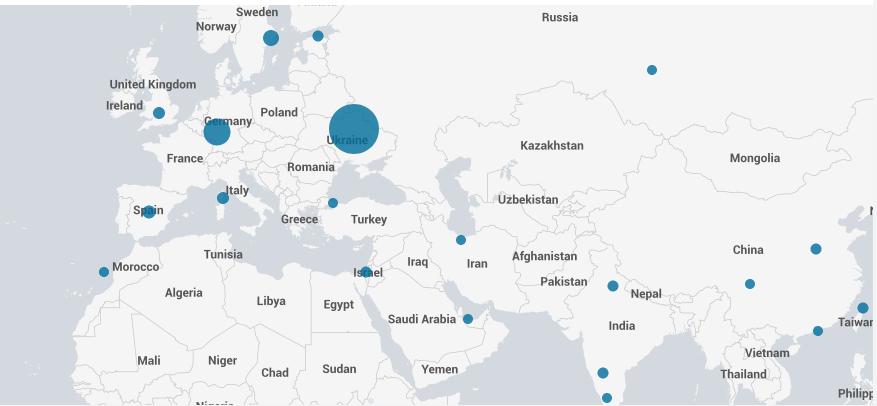 Sweden
Russia
Norway
United Kingdom
Ireland
Germany
Poland
Ukraine
Kazakhstan
France
Mongolia
Romania
Italy
Uzbekistan
Spain
Greece
Turkey
China
Tunisia
Morocco
Israel
Iraq
Iran
Afghanistan
Pakistan
Nepal
Algeria
Libya
Egypt
Saudi Arabia
India
Taiwan
Mali
Niger
Chad
Sudan
Yemen
Vietnam
Thailand
Philipp